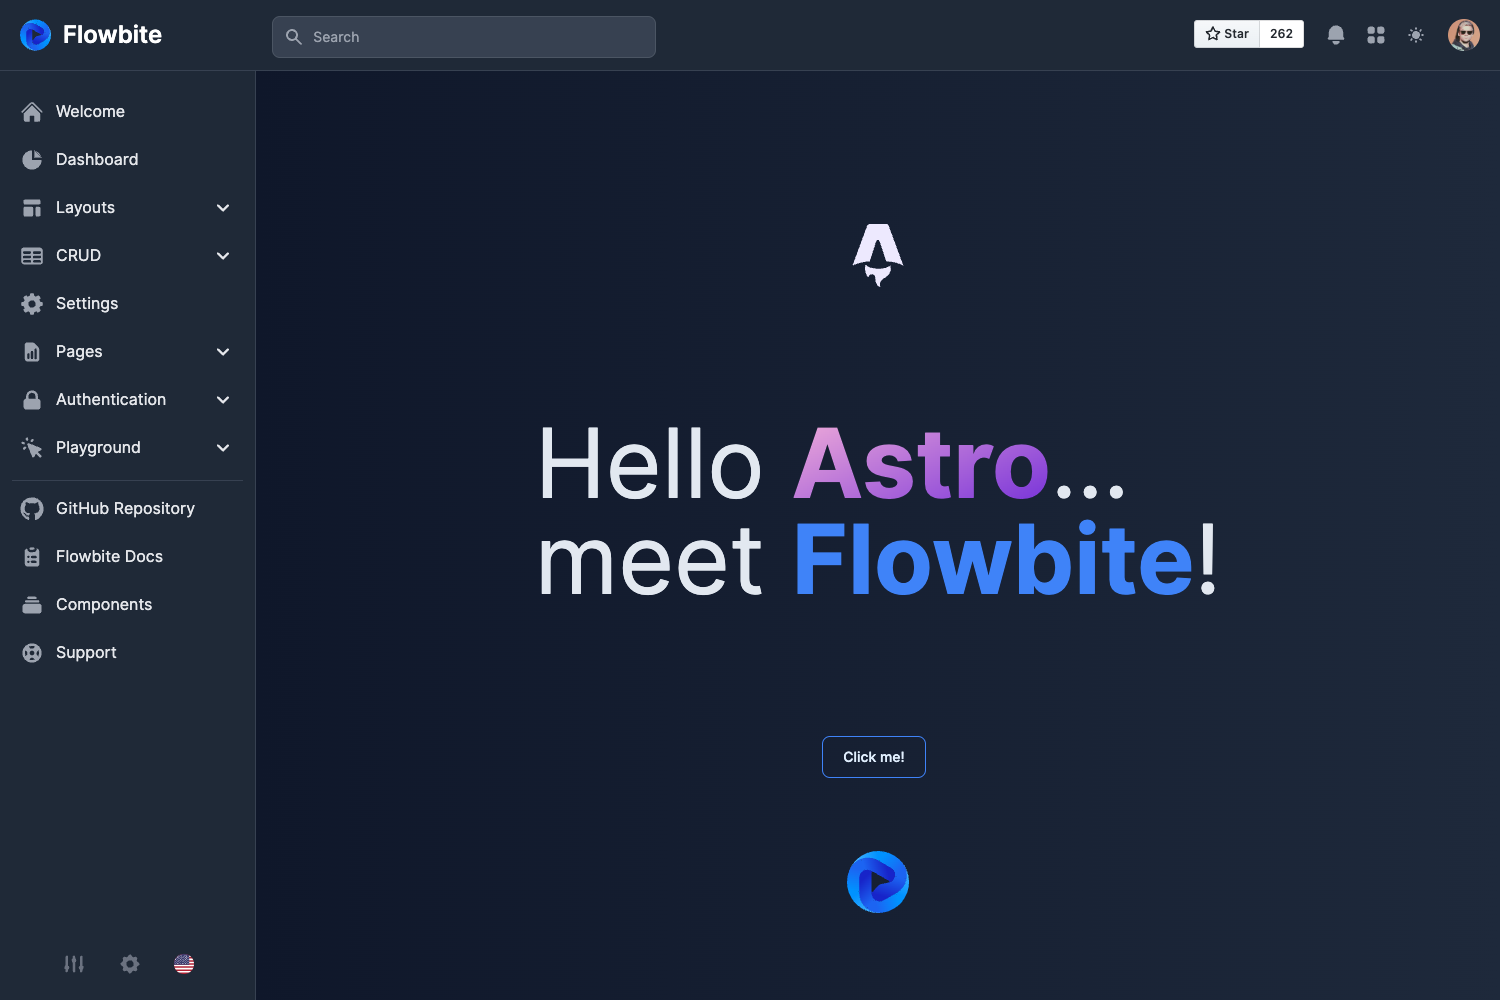 Flowbite
Search
Star 262
Welcome
Dashboard
Layouts
CRUD
Settings
Pages
Authentication
Playground
GitHub Repository
Flowbite Docs
Components
Support
Hello Astro...
meet Flowbite!
Click me!